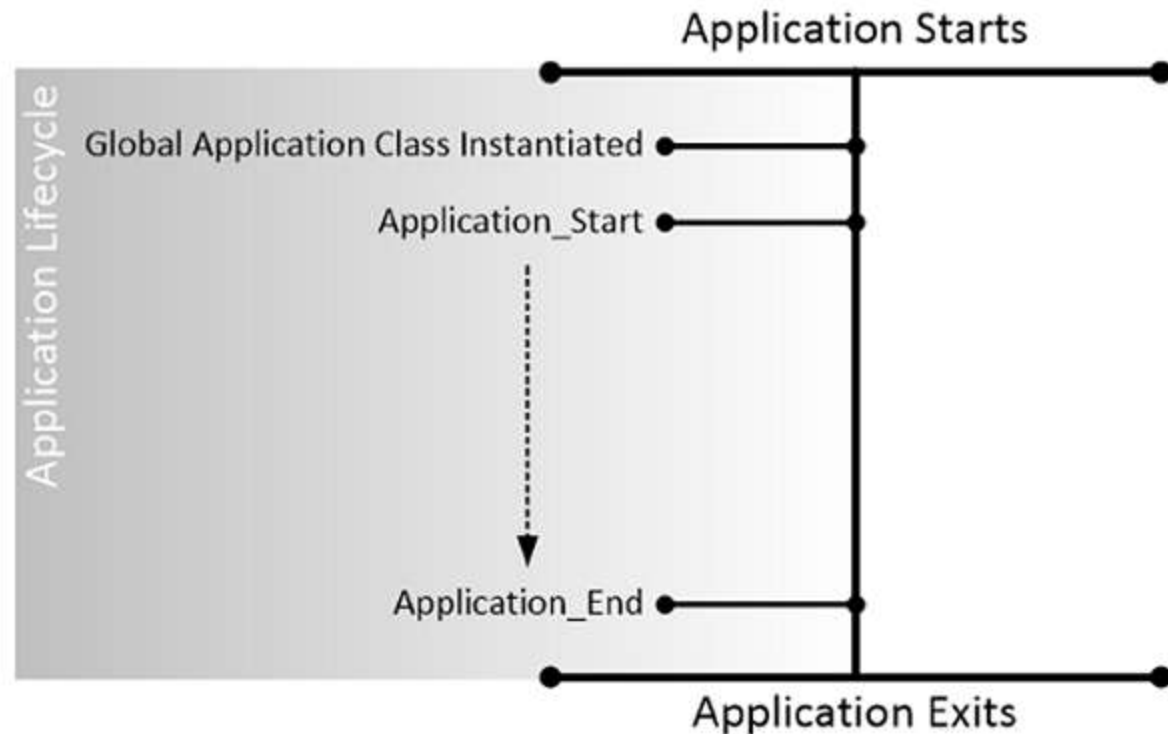 Application Starts
Application Lifecycle
Global Application Class Instantiated
Application_Start
Application_End
Application Exits